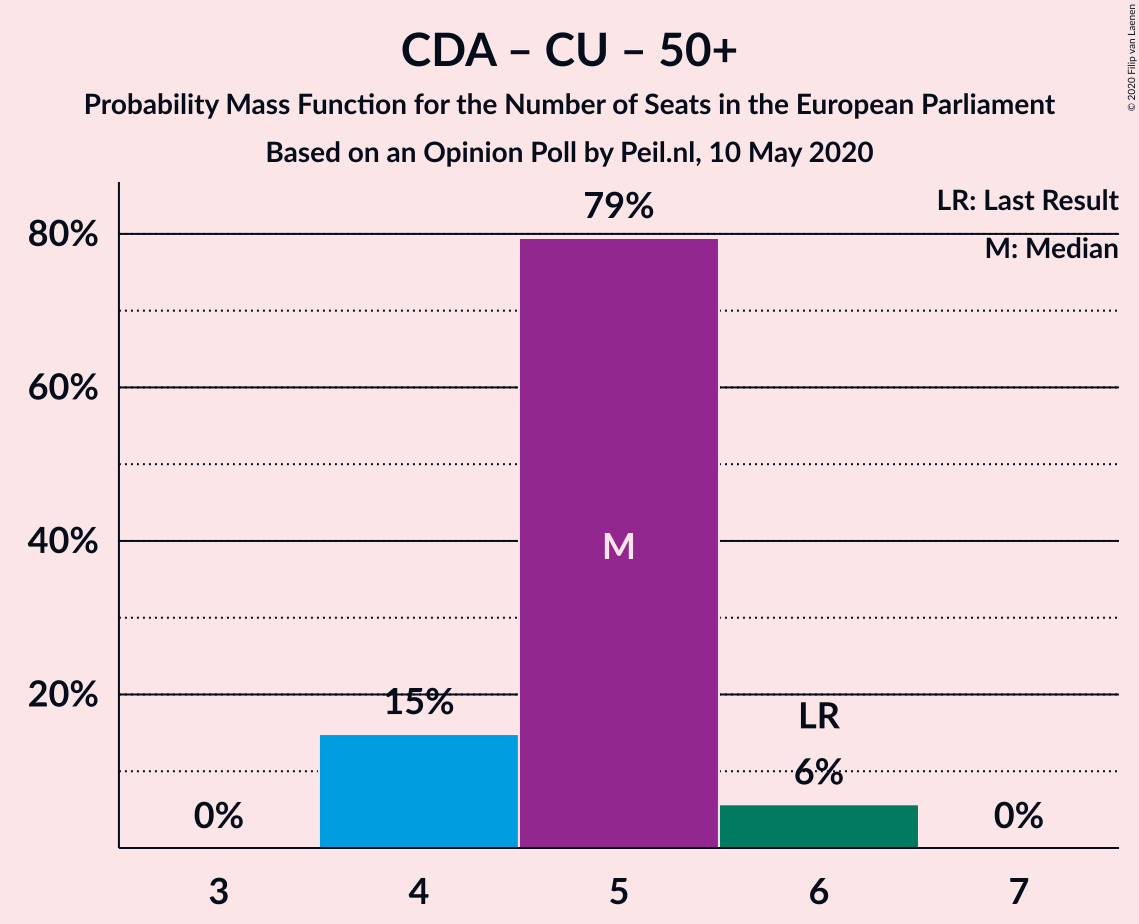 CDA – CU – 50+
Probability Mass Function for the Number of Seats in the European Parliament
Based on an Opinion Poll by Peil.nl, 10 May 2020
© 2020 Filip van Laenen
LR: Last Result
M: Median
79%
80%
60%
40%
20%
M
15%
LR
6%
0%
0%
3 4 5 6 7